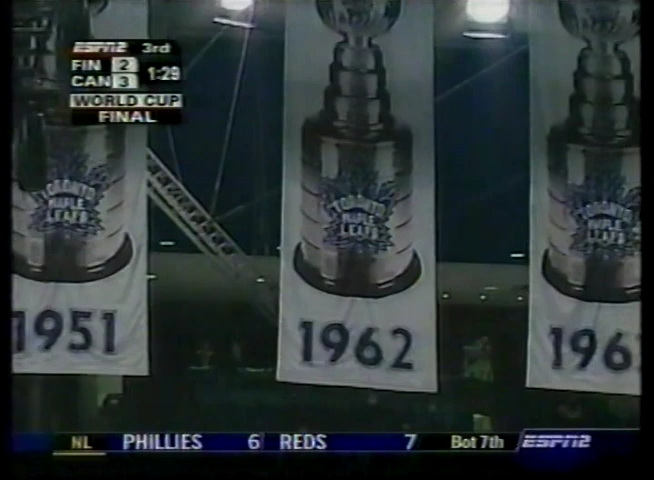 ESPN2 3rd
FIN 2
CAN 3 1:29
WORLD CUP
FINAL
TORONTO
MAPLE
LEAFS
1951
TORONTO
MAPLE
LEAFS
1962
MAPLE
LEAFS
NL PHILLIES 6 REDS 7 Bot 7th ESPN2